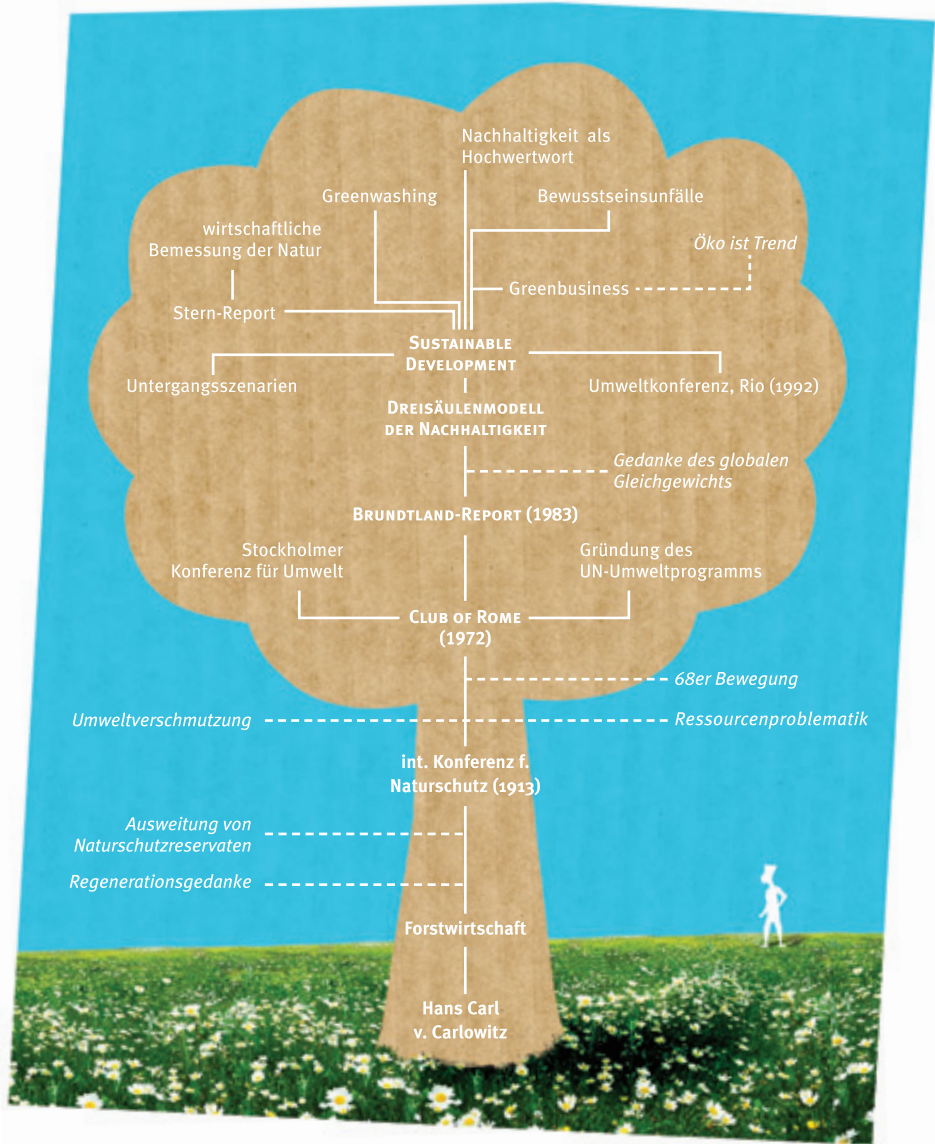 Nachhaltigkeit als
Hochwertwort
Greenwashing
Bewusstseinsunfälle
wirtschaftliche
Bemessung der Natur
Öko ist Trend
Greenbusiness
Stern-Report
Sustainable
Development
Untergangsszenarien
Umweltkonferenz, Rio (1992)
Dreisäulenmodell
der Nachhaltigkeit
Gedanke des globalen
Gleichgewichts
Brundtland-Report (1983)
Stockholmer
Konferenz für Umwelt
Gründung des
UN-Umweltprogramms
Club of Rome
(1972)
68er Bewegung
Umweltverschmutzung
Ressourcenproblematik
int. Konferenz f.
Naturschutz (1913)
Ausweitung von
Naturschutzreservaten
Regenerationsgedanke
Forstwirtschaft
Hans Carl
v. Carlowitz